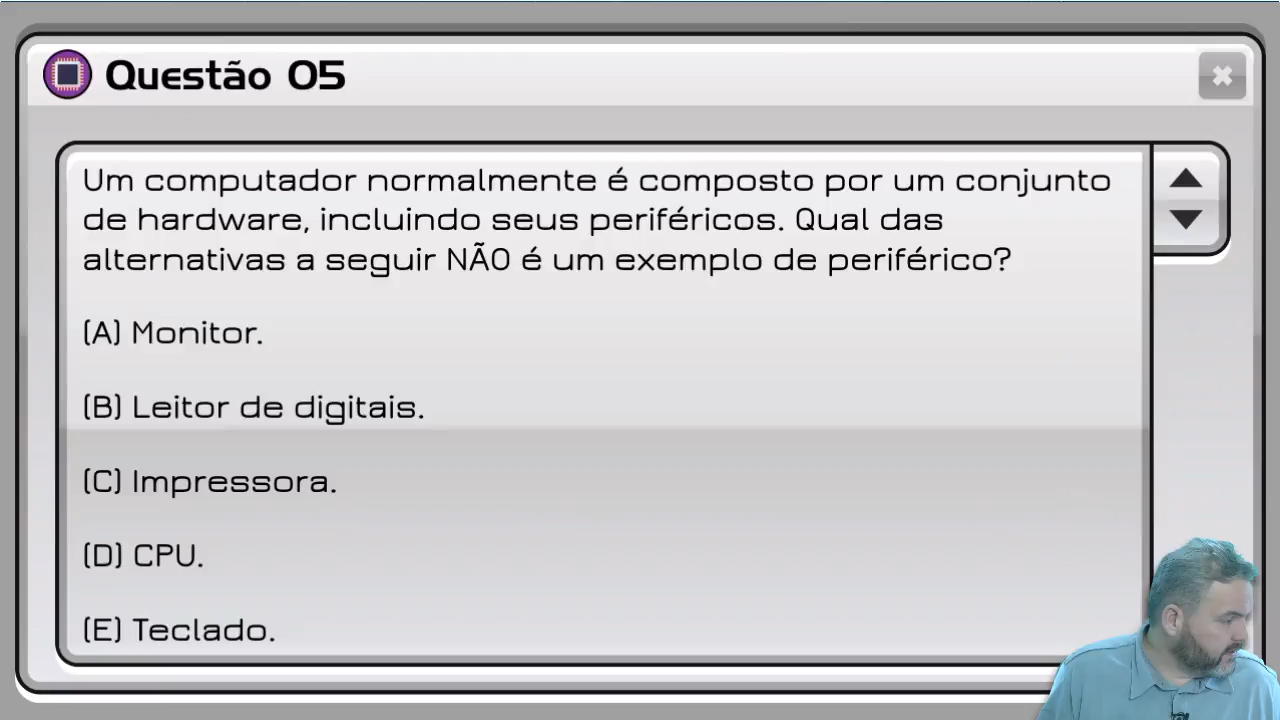 Questão 05
Um computador normalmente é composto por um conjunto
de hardware, incluindo seus periféricos. Qual das
alternativas a seguir NÃO é um exemplo de periférico?
(A) Monitor.
(B) Leitor de digitais.
(C) Impressora.
(D) CPU.
(E) Teclado.